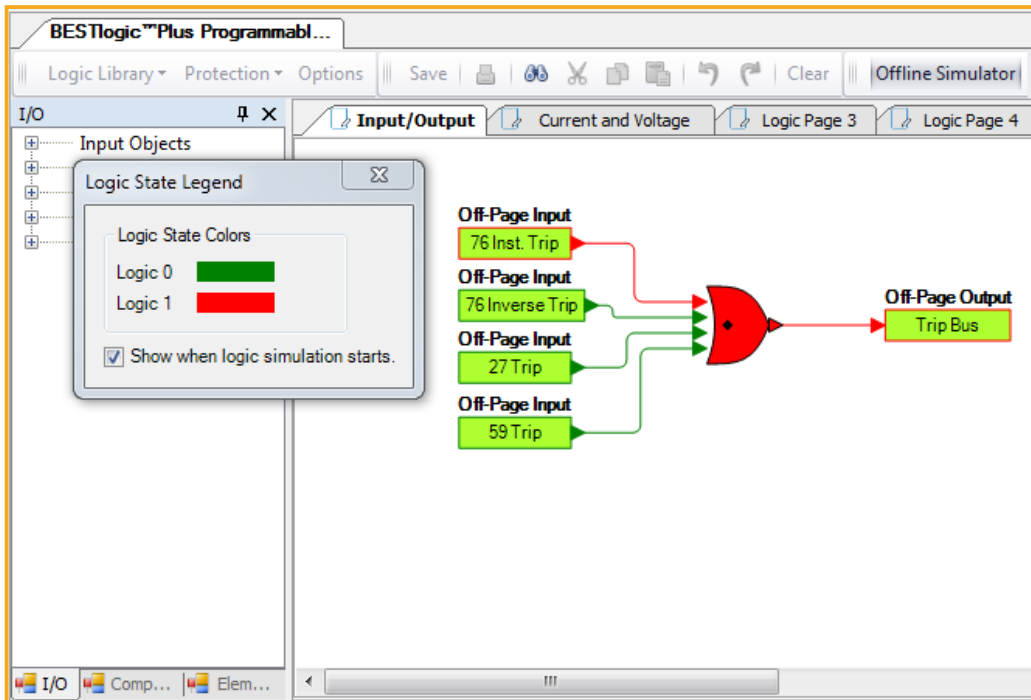 BESTlogic™Plus Programmabl...
Logic Library Protection Options Save Clear Offline Simulator
I/O
Input/Output Current and Voltage Logic Page 3 Logic Page 4
Input Objects
Logic State Legend
Logic State Colors
Logic 0
Logic 1
Show when logic simulation starts.
Off-Page Input
76 Inst. Trip
Off-Page Input
76 Inverse Trip
Off-Page Input
27 Trip
Off-Page Input
59 Trip
Off-Page Output
Trip Bus
I/O Comp... Elem...